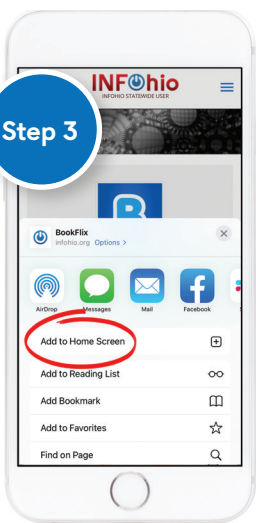 INFOhio
INFOHIO STATEWIDE USER
Step 3
B
BookFlix
infohio.org Options >
AirDrop
Messages
Mail
Facebook
Add to Home Screen
Add to Reading List
Add Bookmark
Add to Favorites
Find on Page